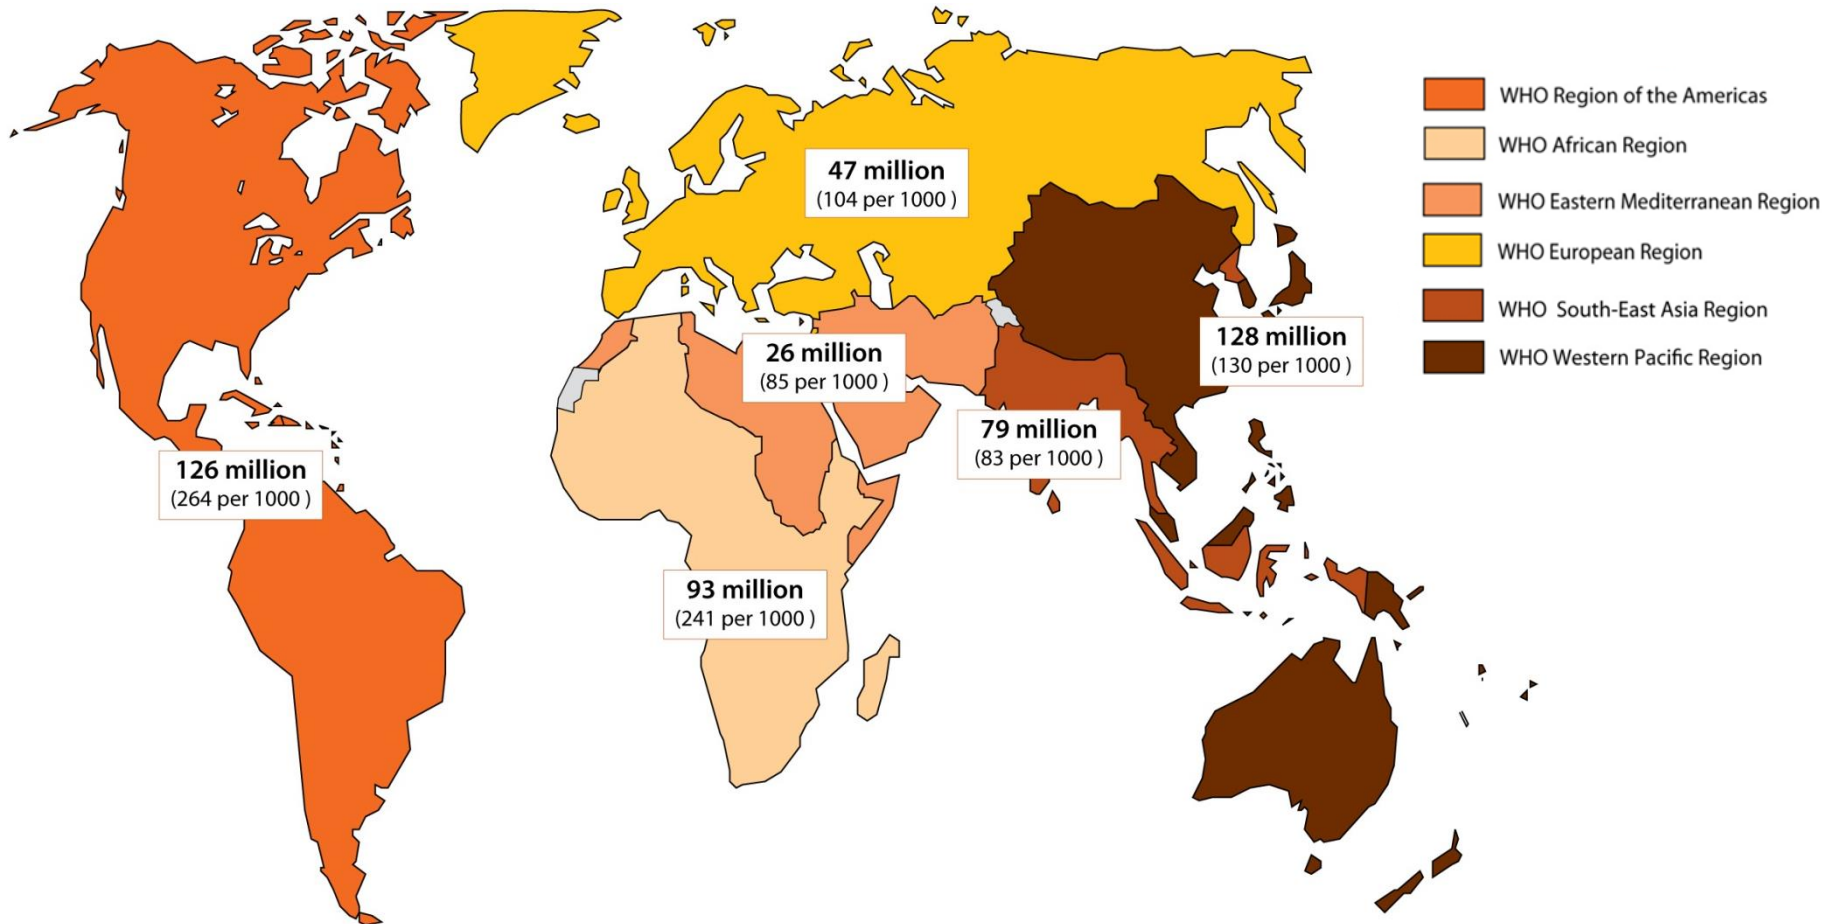 WHO Region of the Americas
WHO African Region
WHO Eastern Mediterranean Region
WHO European Region
WHO  South-East Asia Region
WHO Western Pacific Region
47 million
(104 per 1000 )
26 million
(85 per 1000 )
128 million
(130 per 1000 )
79 million
(83 per 1000 )
126 million
(264 per 1000 )
93 million
(241 per 1000 )